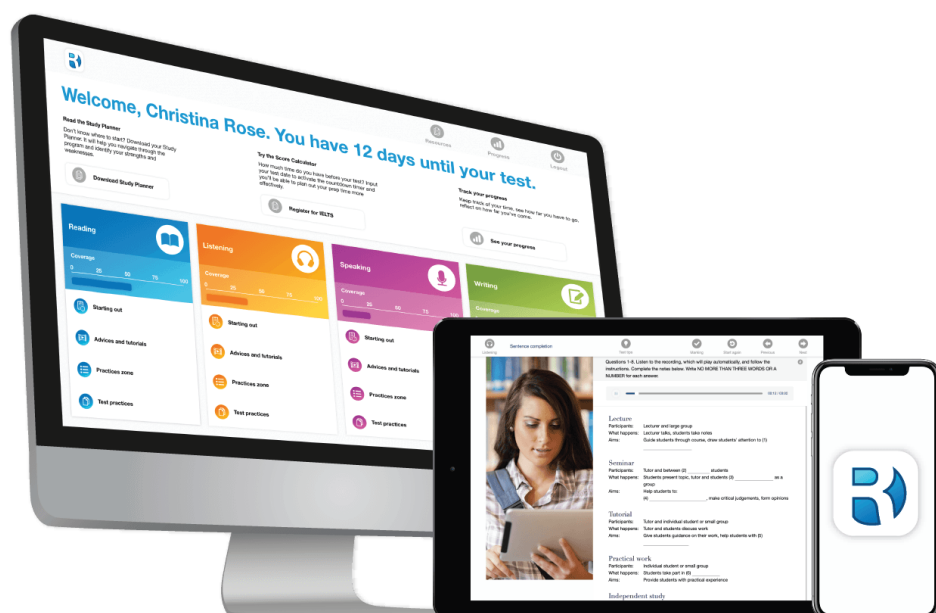 Welcome, Christina Rose. You have 12 days until your test.
Resources
Progress
Logout
Read the Study Planner
Don't know where to start? Download your Study
Planner. It will help you navigate through the
program and identify your strengths and
weaknesses.
Download Study Planner
Try the Score Calculator
How much time do you have before your test? Input
your test date to activate the countdown timer and
you'll be able to plan out your prep time more
effectively.
Register for IELTS
Track your progress
Keep track of your time, see how far you have to go,
reflect on how far you've come.
See your progress
Reading
Coverage
0 25 50 75 100
Starting out
Advices and tutorials
Practices zone
Test practices
Listening
Coverage
0 25 50 75 100
Starting out
Advices and tutorials
Practices zone
Test practices
Speaking
Coverage
0 25 50 75 100
Starting out
Advices and tutorials
Practices zone
Test practices
Writing
Coverage
Listening
Sentence completion
Marking
Start again
Previous
Next
Questions 1-8. Listen to the recording, which will play automatically, and follow the
instructions. Complete the notes below. Write NO MORE THAN THREE WORDS OR A
NUMBER for each answer.
Lecture
Participants: Lecturer and large group
What happens: Lecturer talks, students take notes
Aims: Guide students through course, draw students' attention to (1)
Seminar
Participants: Tutor and between (2) ________ students
What happens: Students present topic, tutor and students (3) ________ as a
group
Aims: Help students to:
(4) ________, make critical judgements, form opinions
Tutorial
Participants: Tutor and individual student or small group
What happens: Tutor and students discuss work
Aims: Give students guidance on their work, help students with (5)
Practical work
Participants: Individual student or small group
What happens: Students take part in (6) ________
Aims: Provide students with practical experience
Independent study